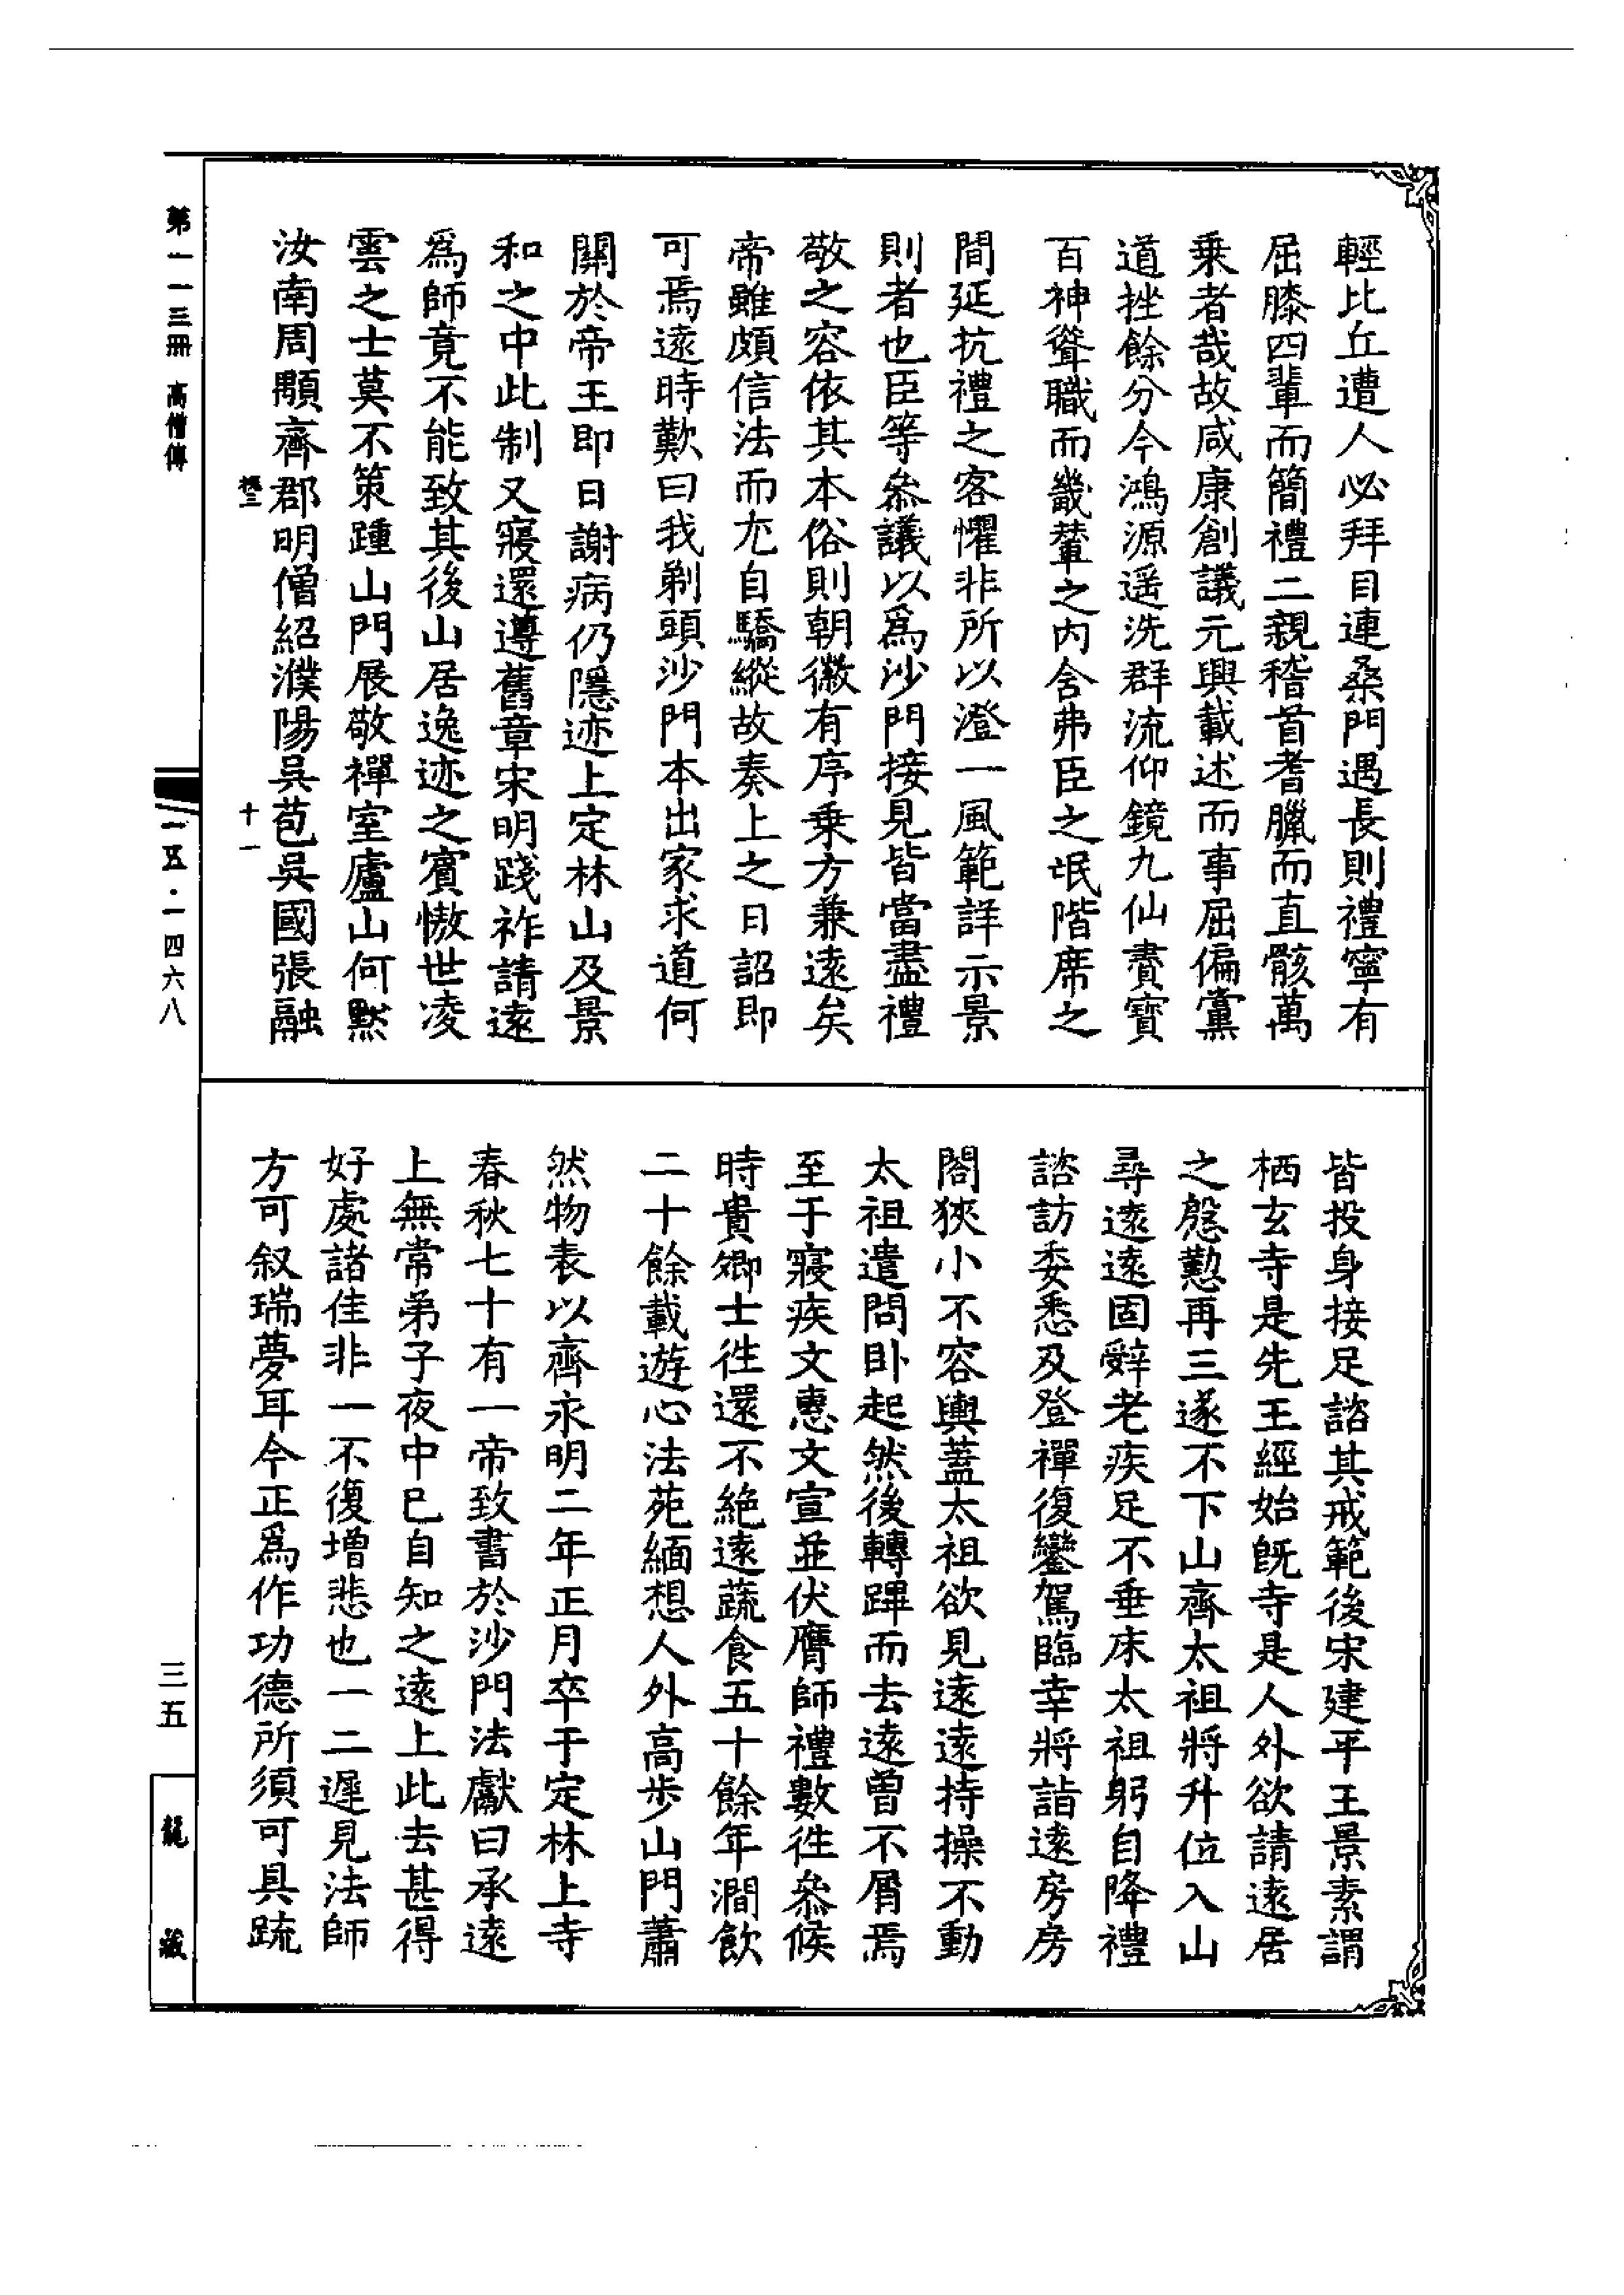 輕比丘遭人必拜目連桑門遇長則禮寧有
屈膝四輩而簡禮二親稽首耆臘而直骸萬
乗者哉故咸康創議元興載述而事屈偏黨
道挫餘分今鴻源遥洗群流仰鏡九仙賮寳
百神聳職而畿輦之内含弗臣之氓階席之
間延抗禮之客懼非所以澄一風範詳示景
則者也臣等叅議以爲沙門接見皆當盡禮
敬之容依其本俗則朝徽有序乗方兼遠矣
帝雖頗信法而尤自驕縱故奏上之日詔即
可焉遠時歎曰我剃頭沙門本出家求道何
關於帝王即日謝病仍隱迹上定林山及景
和之中此制又寢還遵舊章宋明踐祚請遠
爲師竟不能致其後山居逸迹之賔慠世凌
雲之士莫不策踵山門展敬禪室廬山何黙
汝南周顒齊郡明僧紹濮陽吳苞吳國張融
皆投身接足諮其戒範後宋建平王景素謂
栖玄寺是先王經始旣寺是人外欲請遠居
之慇懃再三遂不下山齊太祖將升位入山
尋遠遠固辭老疾足不垂床太祖躬自降禮
諮訪委悉及登禪復鑾駕臨幸將詣遠房房
閤狹小不容輿蓋太祖欲見遠遠持操不動
太祖遣問卧起然後轉蹕而去遠曾不屑焉
至于寢疾文惠文宣並伏膺師禮數徃叅候
時貴卿士徃還不絶遠蔬食五十餘年澗飲
二十餘載遊心法苑緬想人外高步山門蕭
然物表以齊永明二年正月卒于定林上寺
春秋七十有一帝致書於沙門法獻曰承遠
上無常弟子夜中已自知之遠上此去甚得
好處諸佳非一不復增悲也一二遲見法師
方可叙瑞夢耳今正爲作功德所須可具䟽
十一
第一一三冊 高僧傳
一五五·一四六八
三五
龍藏